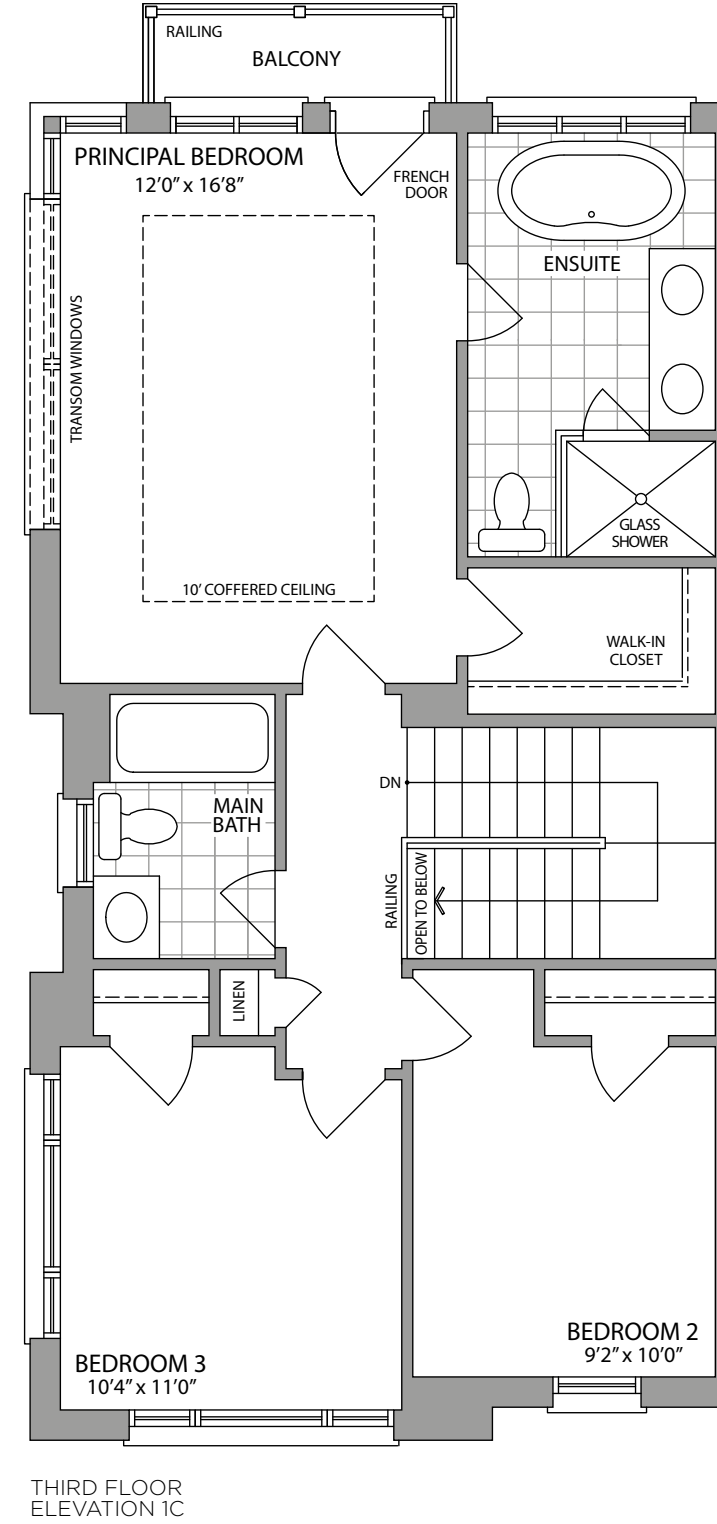 RAILING
BALCONY
PRINCIPAL BEDROOM
12'0" x 16'8"
FRENCH
DOOR
ENSUITE
TRANSOM WINDOWS
GLASS
SHOWER
10' COFFERED CEILING
WALK-IN
CLOSET
DN
MAIN
BATH
RAILING
OPEN TO BELOW
LINEN
BEDROOM 2
9'2" x 10'0"
BEDROOM 3
10'4" x 11'0"
THIRD FLOOR
ELEVATION 1C